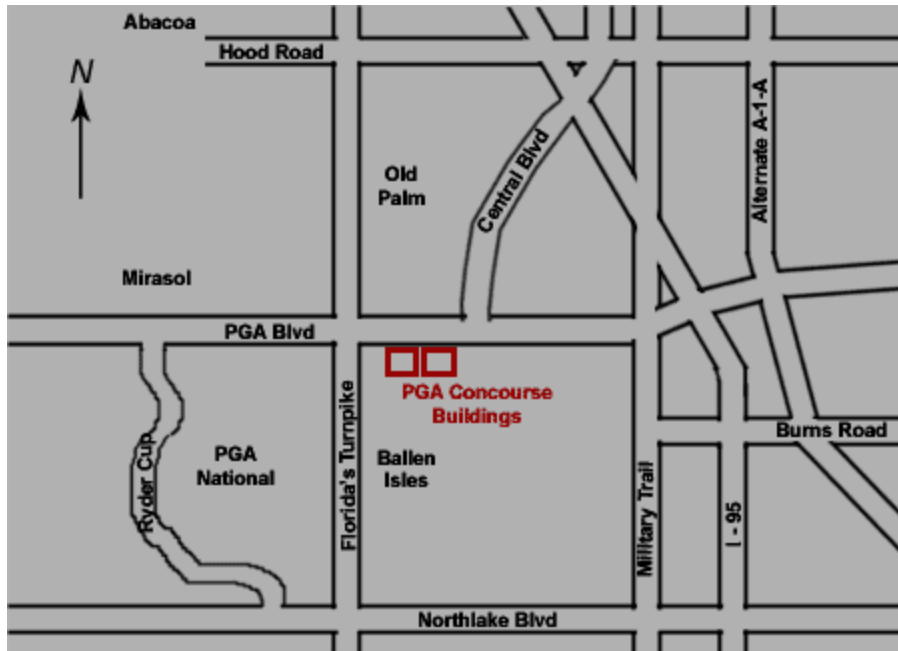 Abacoa
Hood Road
N
Alternate A-1-A
Central Blvd
Old
Palm
Mirasol
PGA Blvd
PGA Concourse
Buildings
Burns Road
Ryder Cup
PGA
National
Florida's Turnpike
Ballen
Isles
Military Trail
I - 95
Northlake Blvd